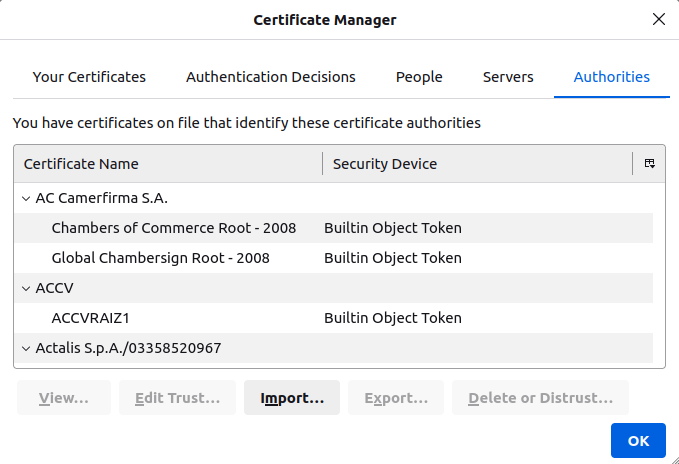 Certificate Manager
Your Certificates Authentication Decisions People Servers Authorities
You have certificates on file that identify these certificate authorities
Certificate Name Security Device
AC Camerfirma S.A.
Chambers of Commerce Root - 2008 Builtin Object Token
Global Chambersign Root - 2008 Builtin Object Token
ACCV
ACCVRAIZ1 Builtin Object Token
Actalis S.p.A./03358520967
View... Edit Trust... Import... Export... Delete or Distrust...
OK